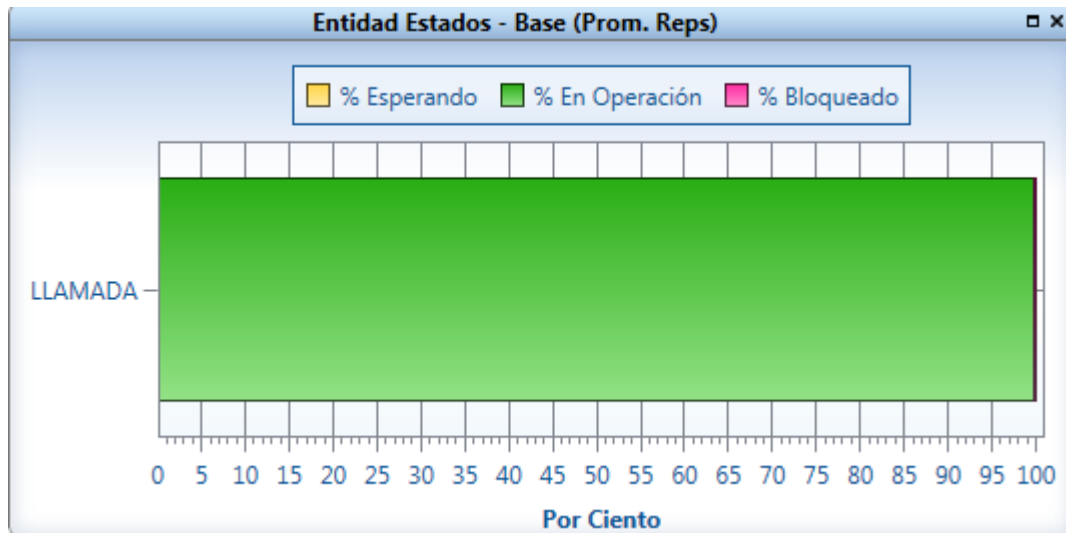 Entidad Estados - Base (Prom. Reps)
% Esperando % En Operación % Bloqueado
LLAMADA
0 5 10 15 20 25 30 35 40 45 50 55 60 65 70 75 80 85 90 95 100
Por Ciento